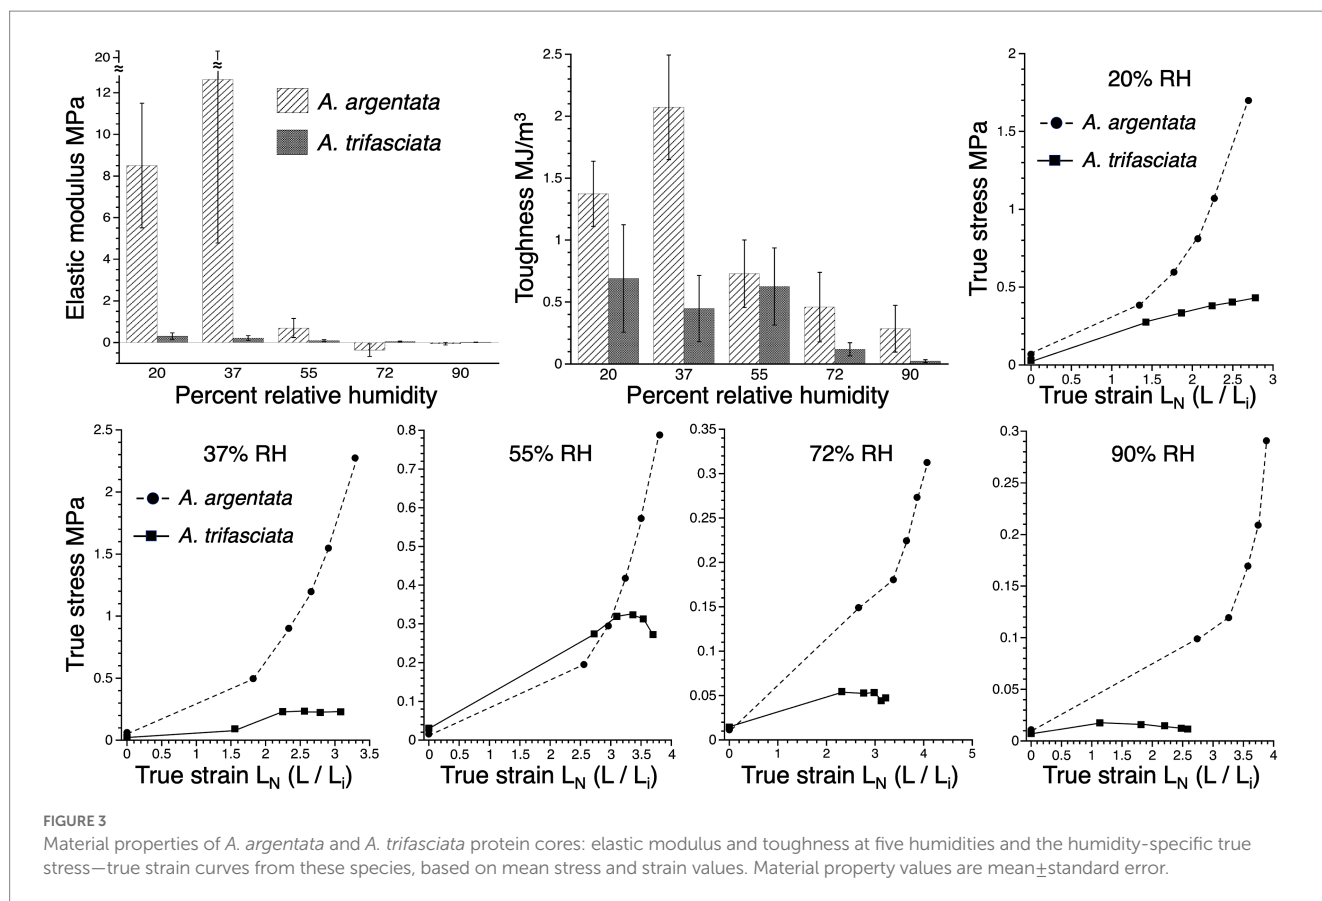 Elastic modulus MPa
20
≈ ≈
12
10
8
6
4
2
0
A. argentata
A. trifasciata
20 37 55 72 90
Percent relative humidity
Toughness MJ/m³
2.5
2
1.5
1
0.5
0
20 37 55 72 90
Percent relative humidity
True stress MPa
2
1.5
1
0.5
0
20% RH
A. argentata
A. trifasciata
0 0.5 1 1.5 2 2.5 3
True strain L_N (L / L_i)
True stress MPa
2.5
2
1.5
1
0.5
0
37% RH
A. argentata
A. trifasciata
0 0.5 1 1.5 2 2.5 3 3.5
True strain L_N (L / L_i)
0.8
0.7
0.6
0.5
0.4
0.3
0.2
0.1
0
55% RH
0 0.5 1 1.5 2 2.5 3 3.5 4
True strain L_N (L / L_i)
0.35
0.3
0.25
0.2
0.15
0.1
0.05
0
72% RH
0 1 2 3 4 5
True strain L_N (L / L_i)
0.3
0.25
0.2
0.15
0.1
0.05
0
90% RH
0 0.5 1 1.5 2 2.5 3 3.5 4
True strain L_N (L / L_i)
FIGURE 3
Material properties of A. argentata and A. trifasciata protein cores: elastic modulus and toughness at five humidities and the humidity-specific true
stress—true strain curves from these species, based on mean stress and strain values. Material property values are mean±standard error.